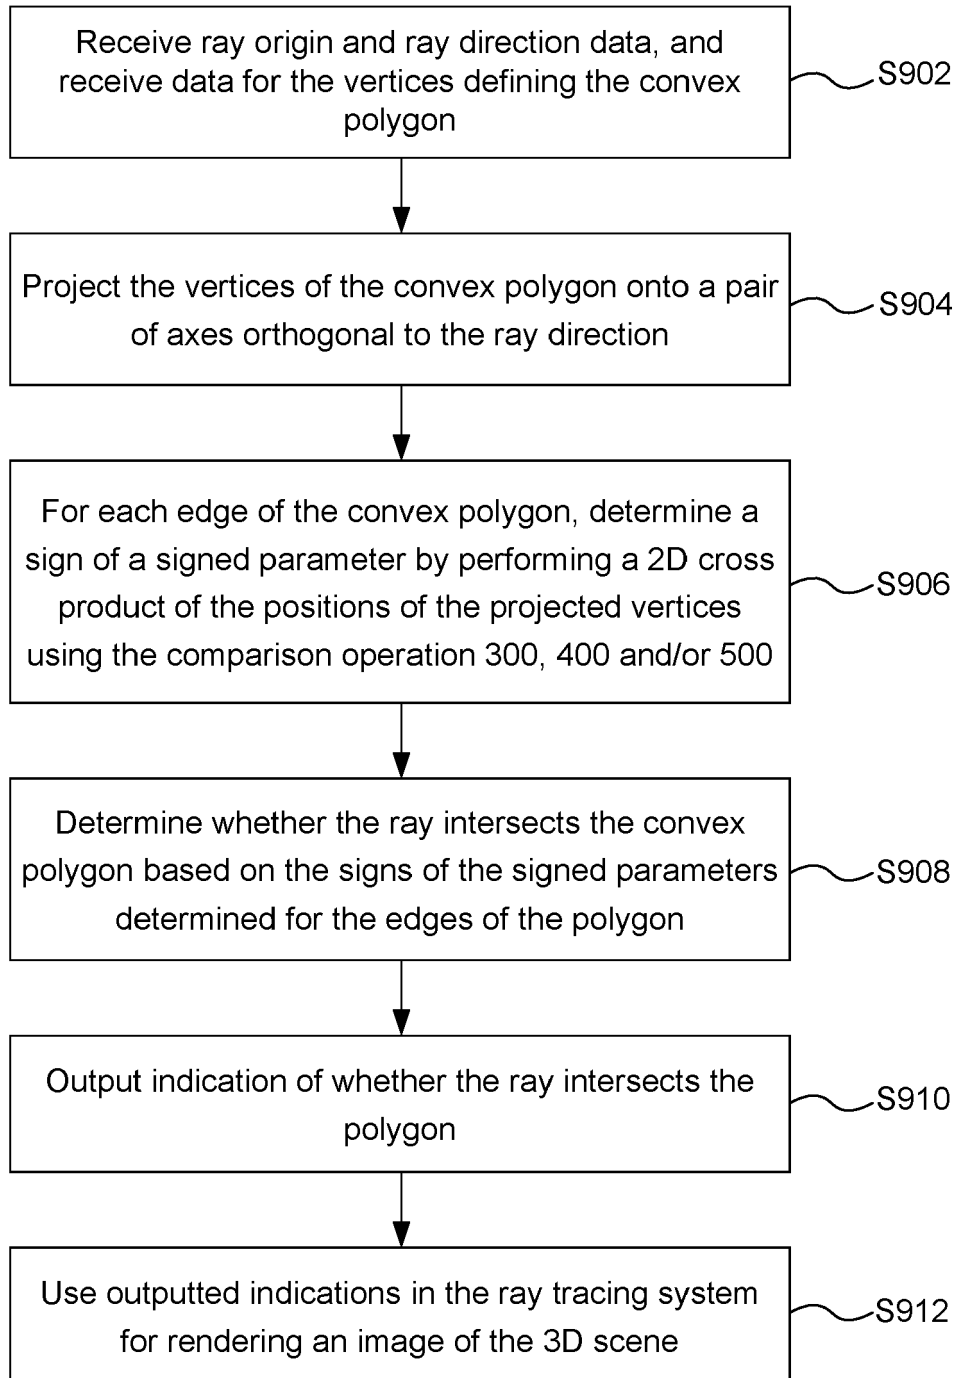 Receive ray origin and ray direction data, and
receive data for the vertices defining the convex
polygon
S902
Project the vertices of the convex polygon onto a pair
of axes orthogonal to the ray direction
S904
For each edge of the convex polygon, determine a
sign of a signed parameter by performing a 2D cross
product of the positions of the projected vertices
using the comparison operation 300, 400 and/or 500
S906
Determine whether the ray intersects the convex
polygon based on the signs of the signed parameters
determined for the edges of the polygon
S908
Output indication of whether the ray intersects the
polygon
S910
Use outputted indications in the ray tracing system
for rendering an image of the 3D scene
S912